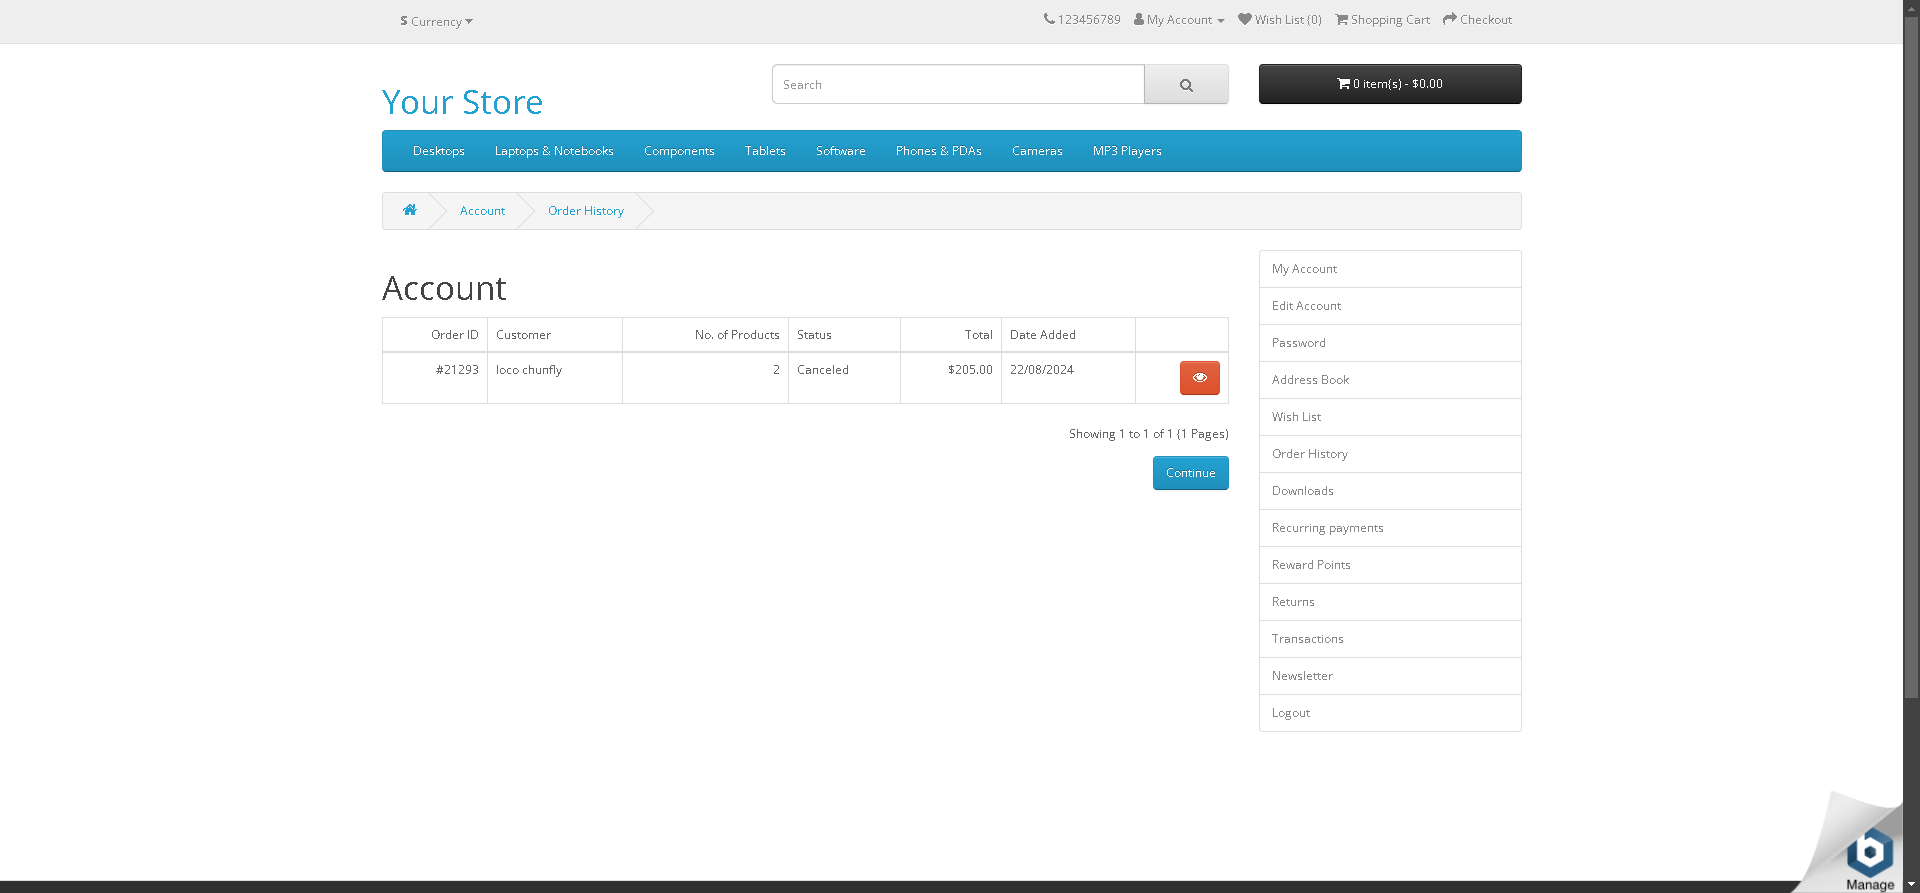 $ Currency
123456789 My Account Wish List (0) Shopping Cart Checkout
Your Store
Search
0 item(s) - $0.00
Desktops Laptops & Notebooks Components Tablets Software Phones & PDAs Cameras MP3 Players
Account Order History
Account
Order ID Customer No. of Products Status Total Date Added
#21293 loco chunfly 2 Canceled $205.00 22/08/2024
Showing 1 to 1 of 1 (1 Pages)
Continue
My Account
Edit Account
Password
Address Book
Wish List
Order History
Downloads
Recurring payments
Reward Points
Returns
Transactions
Newsletter
Logout
b
Manage